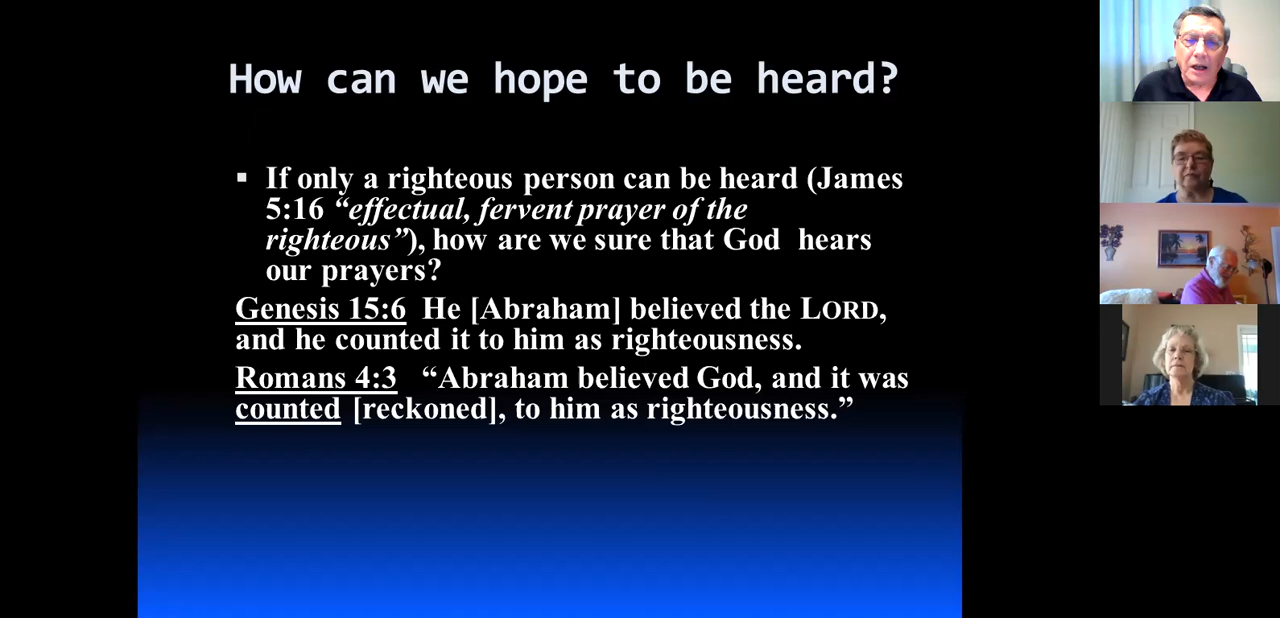 How can we hope to be heard?
▪ If only a righteous person can be heard (James
5:16 “effectual, fervent prayer of the
righteous”), how are we sure that God  hears
our prayers?
Genesis 15:6  He [Abraham] believed the LORD,
and he counted it to him as righteousness.
Romans 4:3   “Abraham believed God, and it was
counted [reckoned], to him as righteousness.”